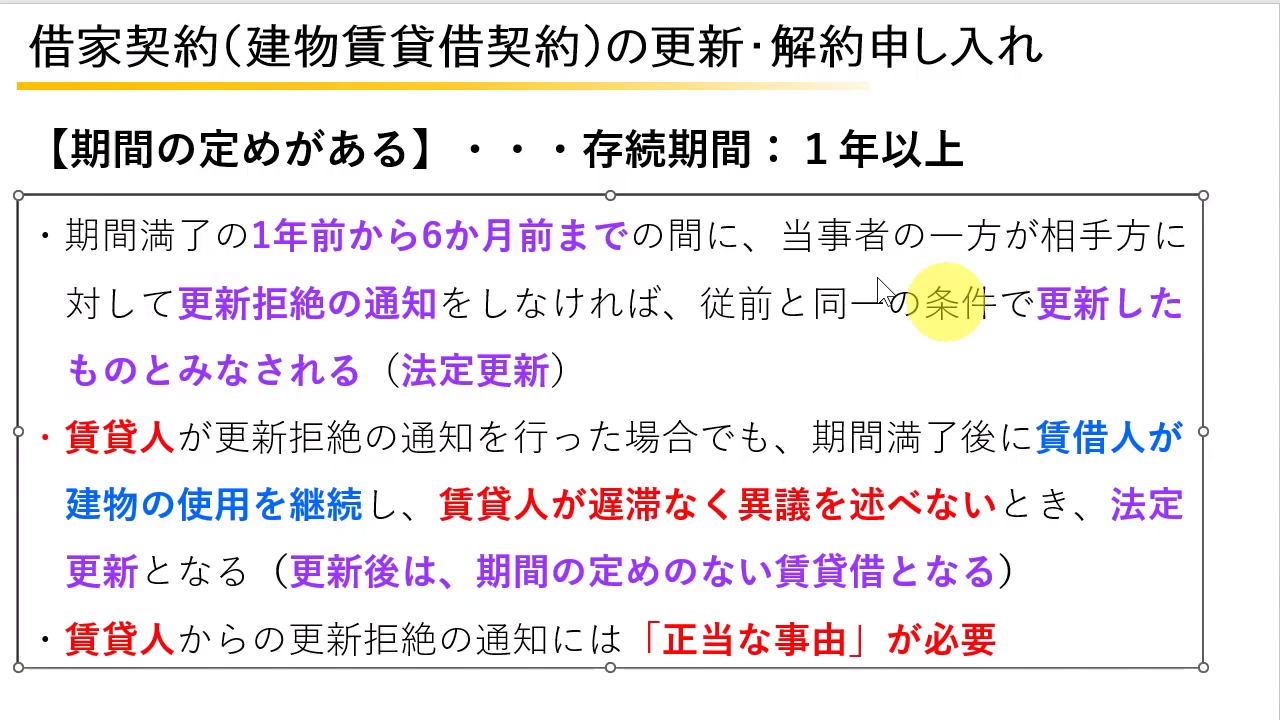 借家契約(建物賃貸借契約)の更新・解約申し入れ
【期間の定めがある】・・・存続期間：１年以上
・期間満了の1年前から6か月前までの間に、当事者の一方が相手方に
対して更新拒絶の通知をしなければ、従前と同一の条件で更新した
ものとみなされる（法定更新）
・賃貸人が更新拒絶の通知を行った場合でも、期間満了後に賃借人が
建物の使用を継続し、賃貸人が遅滞なく異議を述べないとき、法定
更新となる（更新後は、期間の定めのない賃貸借となる）
・賃貸人からの更新拒絶の通知には「正当な事由」が必要